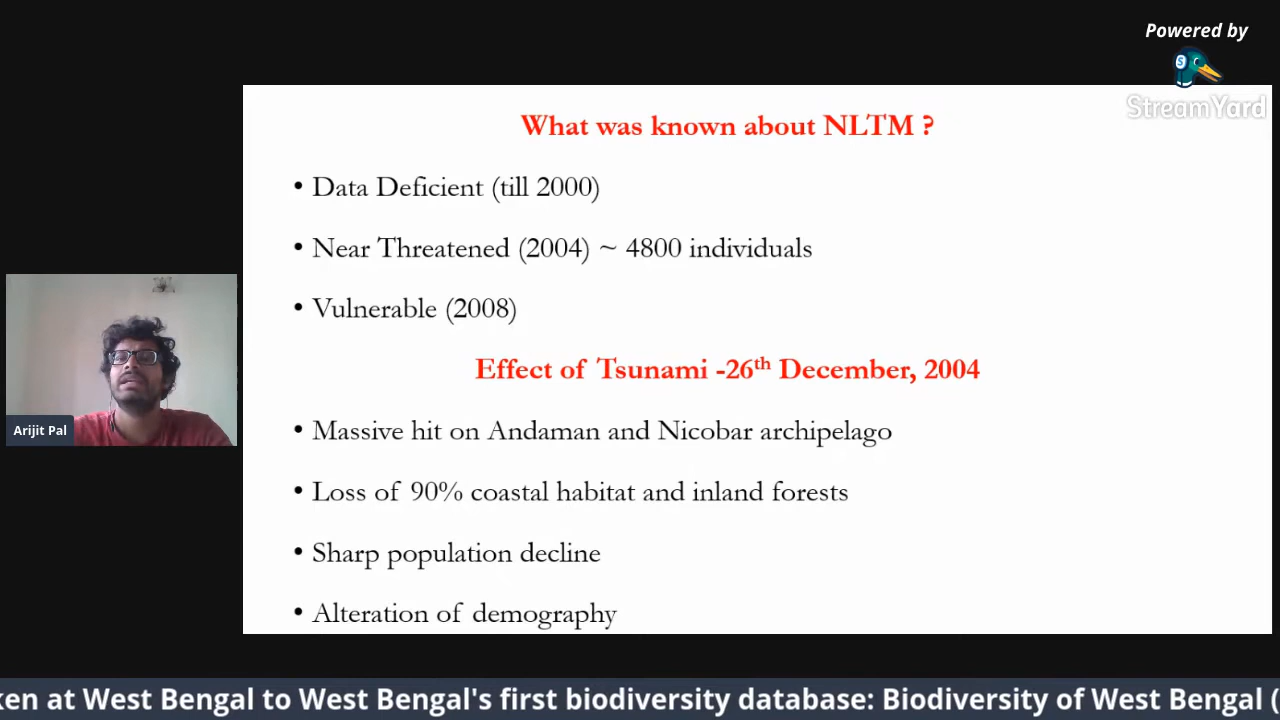 Powered by
StreamYard
What was known about NLTM ?
• Data Deficient (till 2000)
• Near Threatened (2004) ~ 4800 individuals
• Vulnerable (2008)
Effect of Tsunami -26th December, 2004
• Massive hit on Andaman and Nicobar archipelago
• Loss of 90% coastal habitat and inland forests
• Sharp population decline
• Alteration of demography
Arijit Pal
ken at West Bengal to West Bengal's first biodiversity database: Biodiversity of West Bengal (